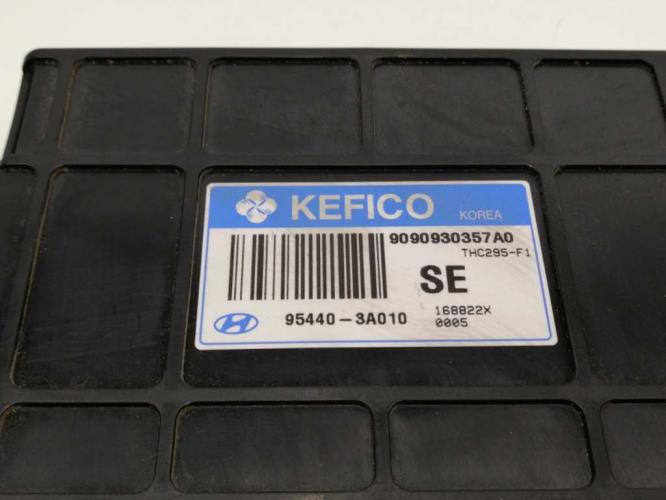 KEFICO KOREA
9090930357A0
THC295-F1
SE
168822X
95440-3A010
0005